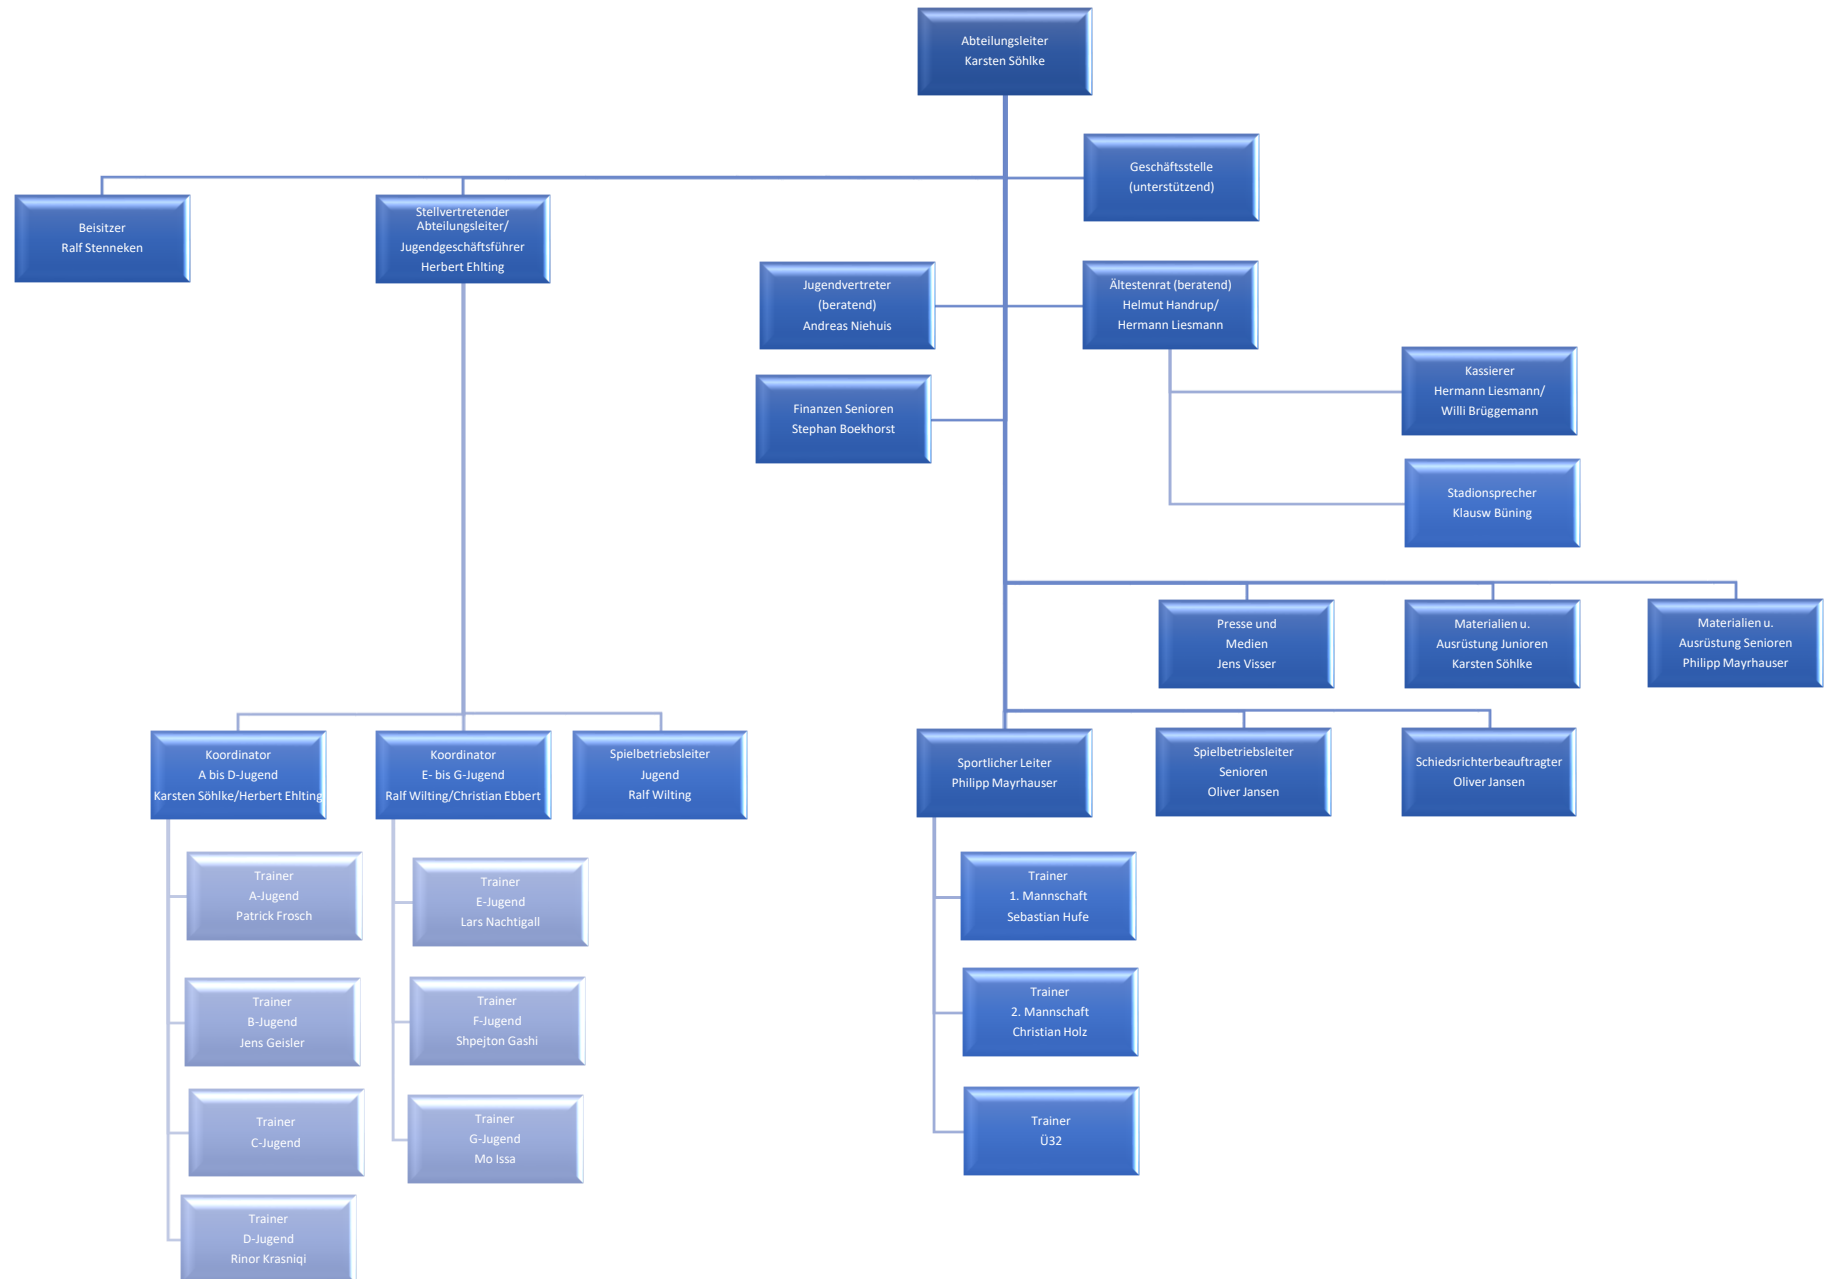 Abteilungsleiter
Karsten Söhlke
Geschäftsstelle
(unterstützend)
Beisitzer
Ralf Stenneken
Stellvertretender
Abteilungsleiter/
Jugendgeschäftsführer
Herbert Ehlting
Jugendvertreter
(beratend)
Andreas Niehuis
Ältestenrat (beratend)
Helmut Handrup/
Hermann Liesmann
Kassierer
Hermann Liesmann/
Willi Brüggemann
Finanzen Senioren
Stephan Boekhorst
Stadionsprecher
Klausw Büning
Presse und
Medien
Jens Visser
Materialien u.
Ausrüstung Junioren
Karsten Söhlke
Materialien u.
Ausrüstung Senioren
Philipp Mayrhauser
Koordinator
A bis D-Jugend
Karsten Söhlke/Herbert Ehlting
Koordinator
E- bis G-Jugend
Ralf Wilting/Christian Ebbert
Spielbetriebsleiter
Jugend
Ralf Wilting
Sportlicher Leiter
Philipp Mayrhauser
Spielbetriebsleiter
Senioren
Oliver Jansen
Schiedsrichterbeauftragter
Oliver Jansen
Trainer
A-Jugend
Patrick Frosch
Trainer
E-Jugend
Lars Nachtigall
Trainer
1. Mannschaft
Sebastian Hufe
Trainer
B-Jugend
Jens Geisler
Trainer
F-Jugend
Shpejton Gashi
Trainer
2. Mannschaft
Christian Holz
Trainer
C-Jugend
Trainer
G-Jugend
Mo Issa
Trainer
Ü32
Trainer
D-Jugend
Rinor Krasniqi